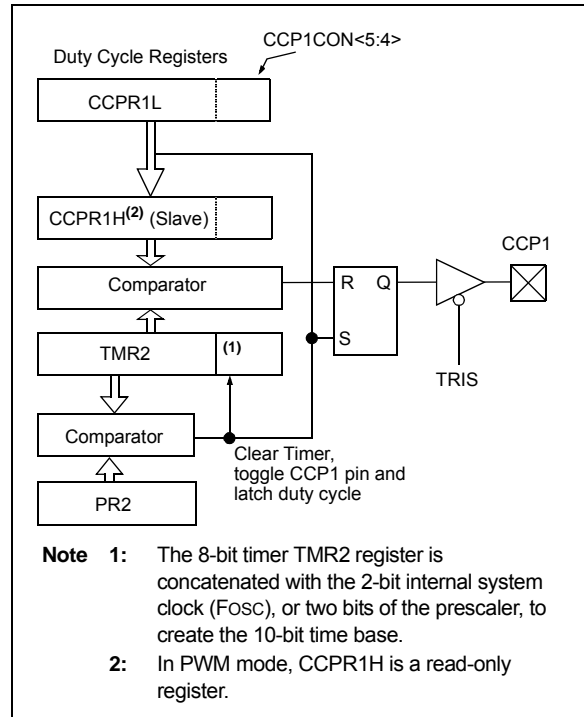 CCP1CON<5:4>
Duty Cycle Registers
CCPR1L
CCPR1H(2) (Slave)
CCP1
Comparator
R Q
S
TMR2 (1)
TRIS
Comparator
Clear Timer,
toggle CCP1 pin and
latch duty cycle
PR2
Note 1: The 8-bit timer TMR2 register is
concatenated with the 2-bit internal system
clock (FOSC), or two bits of the prescaler, to
create the 10-bit time base.
2: In PWM mode, CCPR1H is a read-only
register.